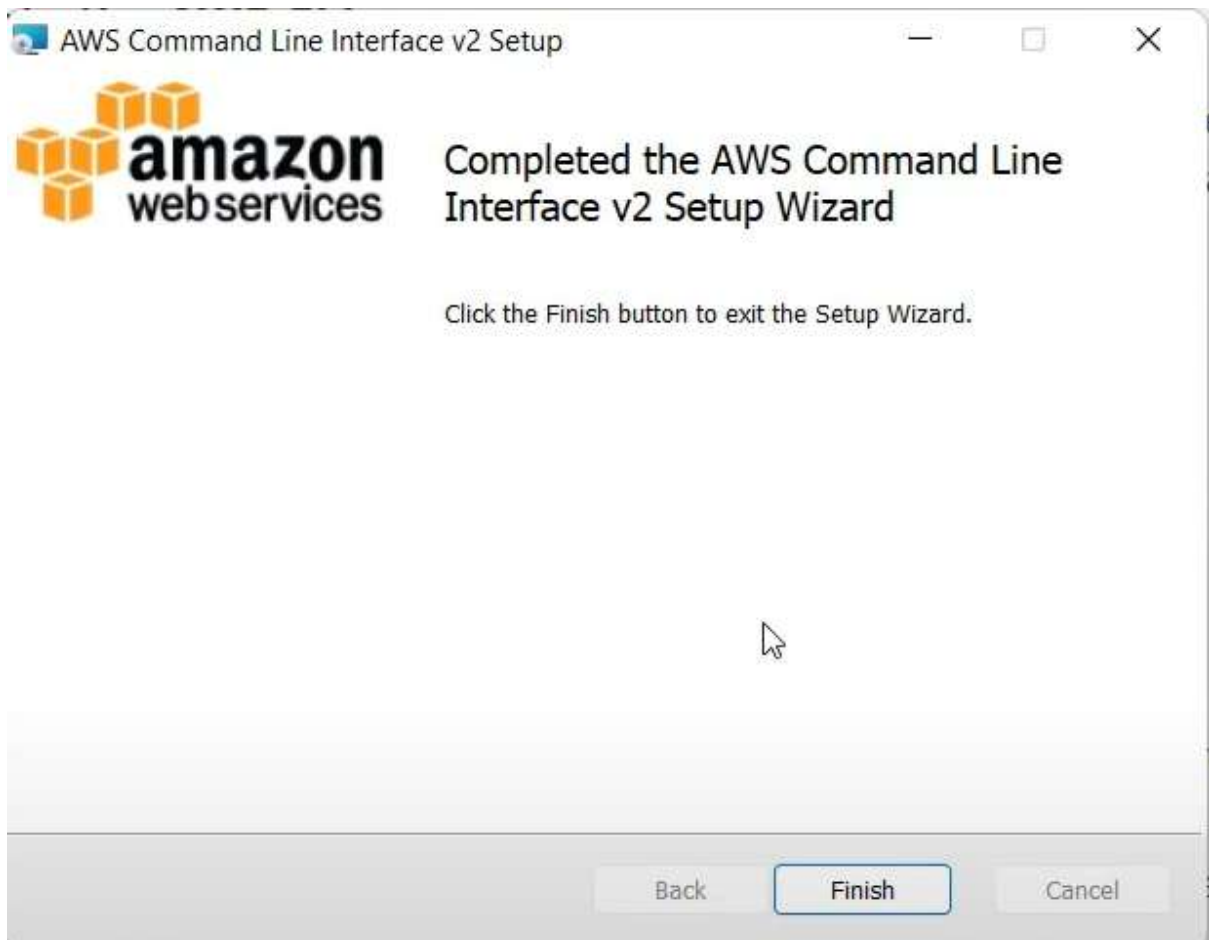 AWS Command Line Interface v2 Setup
amazon
webservices
Completed the AWS Command Line
Interface v2 Setup Wizard
Click the Finish button to exit the Setup Wizard.
Back
Finish
Cancel